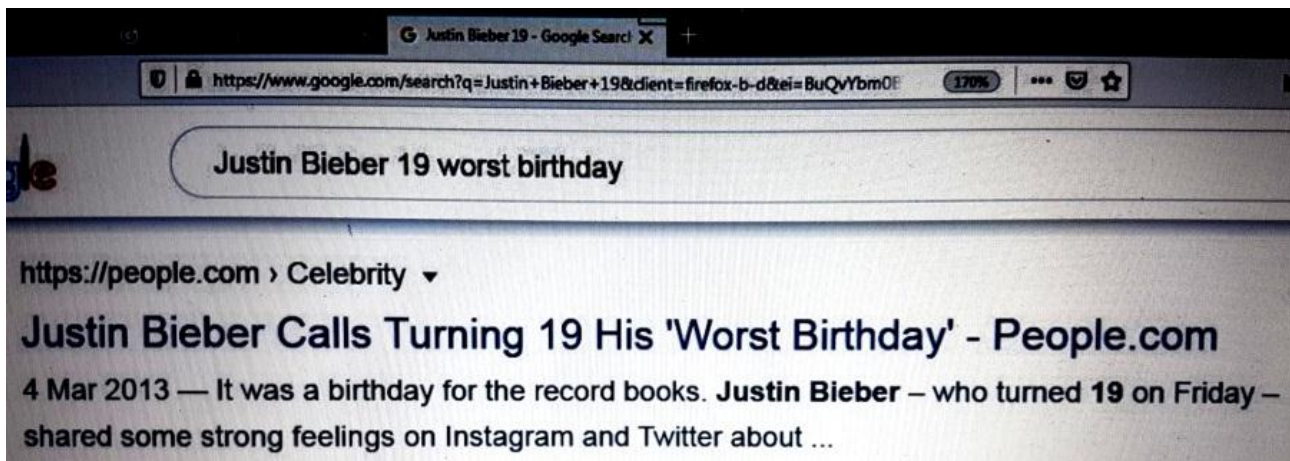 G Justin Bieber 19 - Google Search X +
https://www.google.com/search?q=Justin+Bieber+19&client=firefox-b-d&ei=BuQvYbm0E 170% •••
gle Justin Bieber 19 worst birthday
https://people.com › Celebrity
Justin Bieber Calls Turning 19 His 'Worst Birthday' - People.com
4 Mar 2013 — It was a birthday for the record books. Justin Bieber – who turned 19 on Friday –
shared some strong feelings on Instagram and Twitter about ...